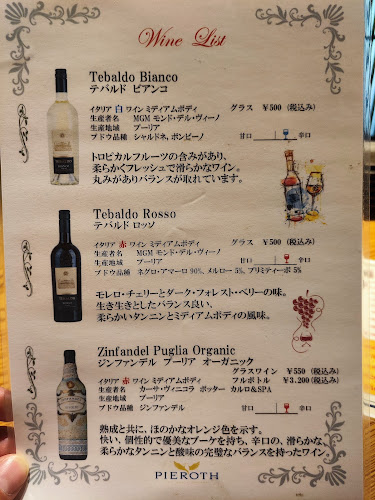 Wine List
Tebaldo Bianco
テバルド ビアンコ
イタリア 白 ワイン ミディアムボディ グラス ¥500 (税込み)
生産者名 MGM モンド・デル・ヴィーノ
生産地域 プーリア
ブドウ品種 シャルドネ、ボンビーノ 甘口 辛口
トロピカルフルーツの含みがあり、
柔らかくフレッシュで滑らかなワイン。
丸みがありバランスが取れています。
Tebaldo Rosso
テバルド ロッソ
イタリア 赤 ワイン ミディアムボディ グラス ¥500 (税込み)
生産者名 MGM モンド・デル・ヴィーノ
生産地域 プーリア 甘口 辛口
ブドウ品種 ネグロ・アマーロ 90%、メルロー 5%、プリミティーボ 5%
モレロ・チェリーとダーク・フォレスト・ベリーの味。
生き生きとしたバランス良い、
柔らかいタンニンとミディアムボディの風味。
Zinfandel Puglia Organic
ジンファンデル プーリア オーガニック
グラスワイン ¥550 (税込み)
イタリア 赤 ワイン ミディアムボディ フルボトル ¥3,200(税込み)
生産者名 カーサ・ヴィニコラ ボッター カルロ&SPA
生産地域 プーリア
ブドウ品種 ジンファンデル 甘口 辛口
熟成と共に、ほのかなオレンジ色を示す。
快い、個性的で優美なブーケを持ち、辛口の、滑らかな、
柔らかなタンニンと酸味の完璧なバランスを持ったワイン。
PIEROTH